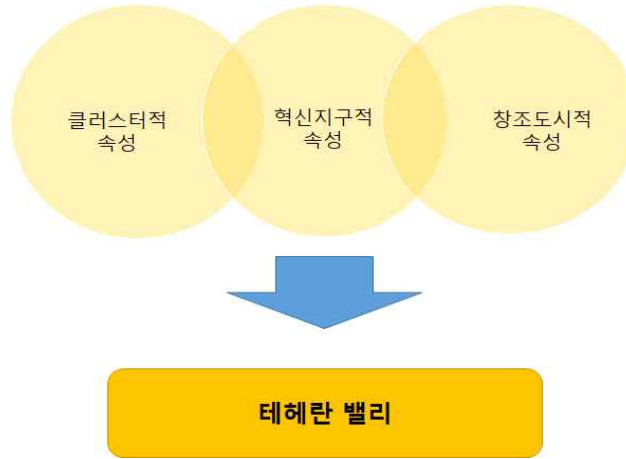 클러스터적
속성
혁신지구적
속성
창조도시적
속성
테헤란 밸리